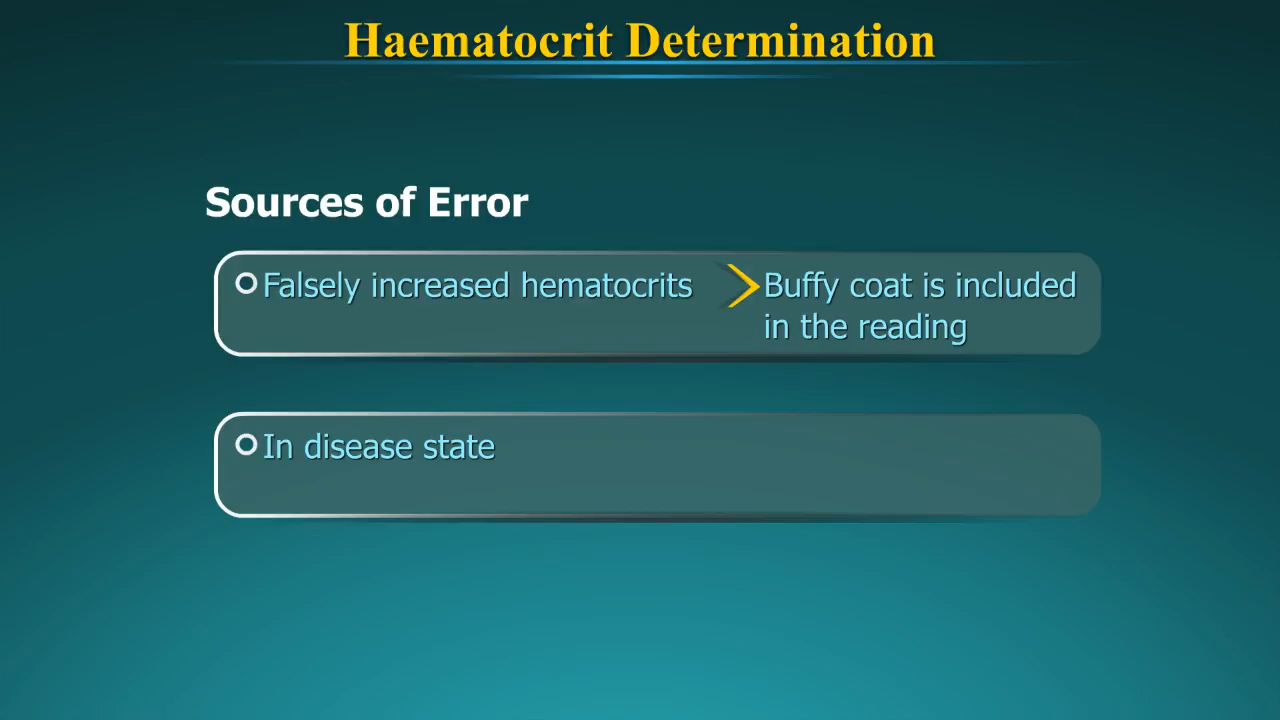 Haematocrit Determination
Sources of Error
Falsely increased hematocrits
Buffy coat is included
in the reading
In disease state